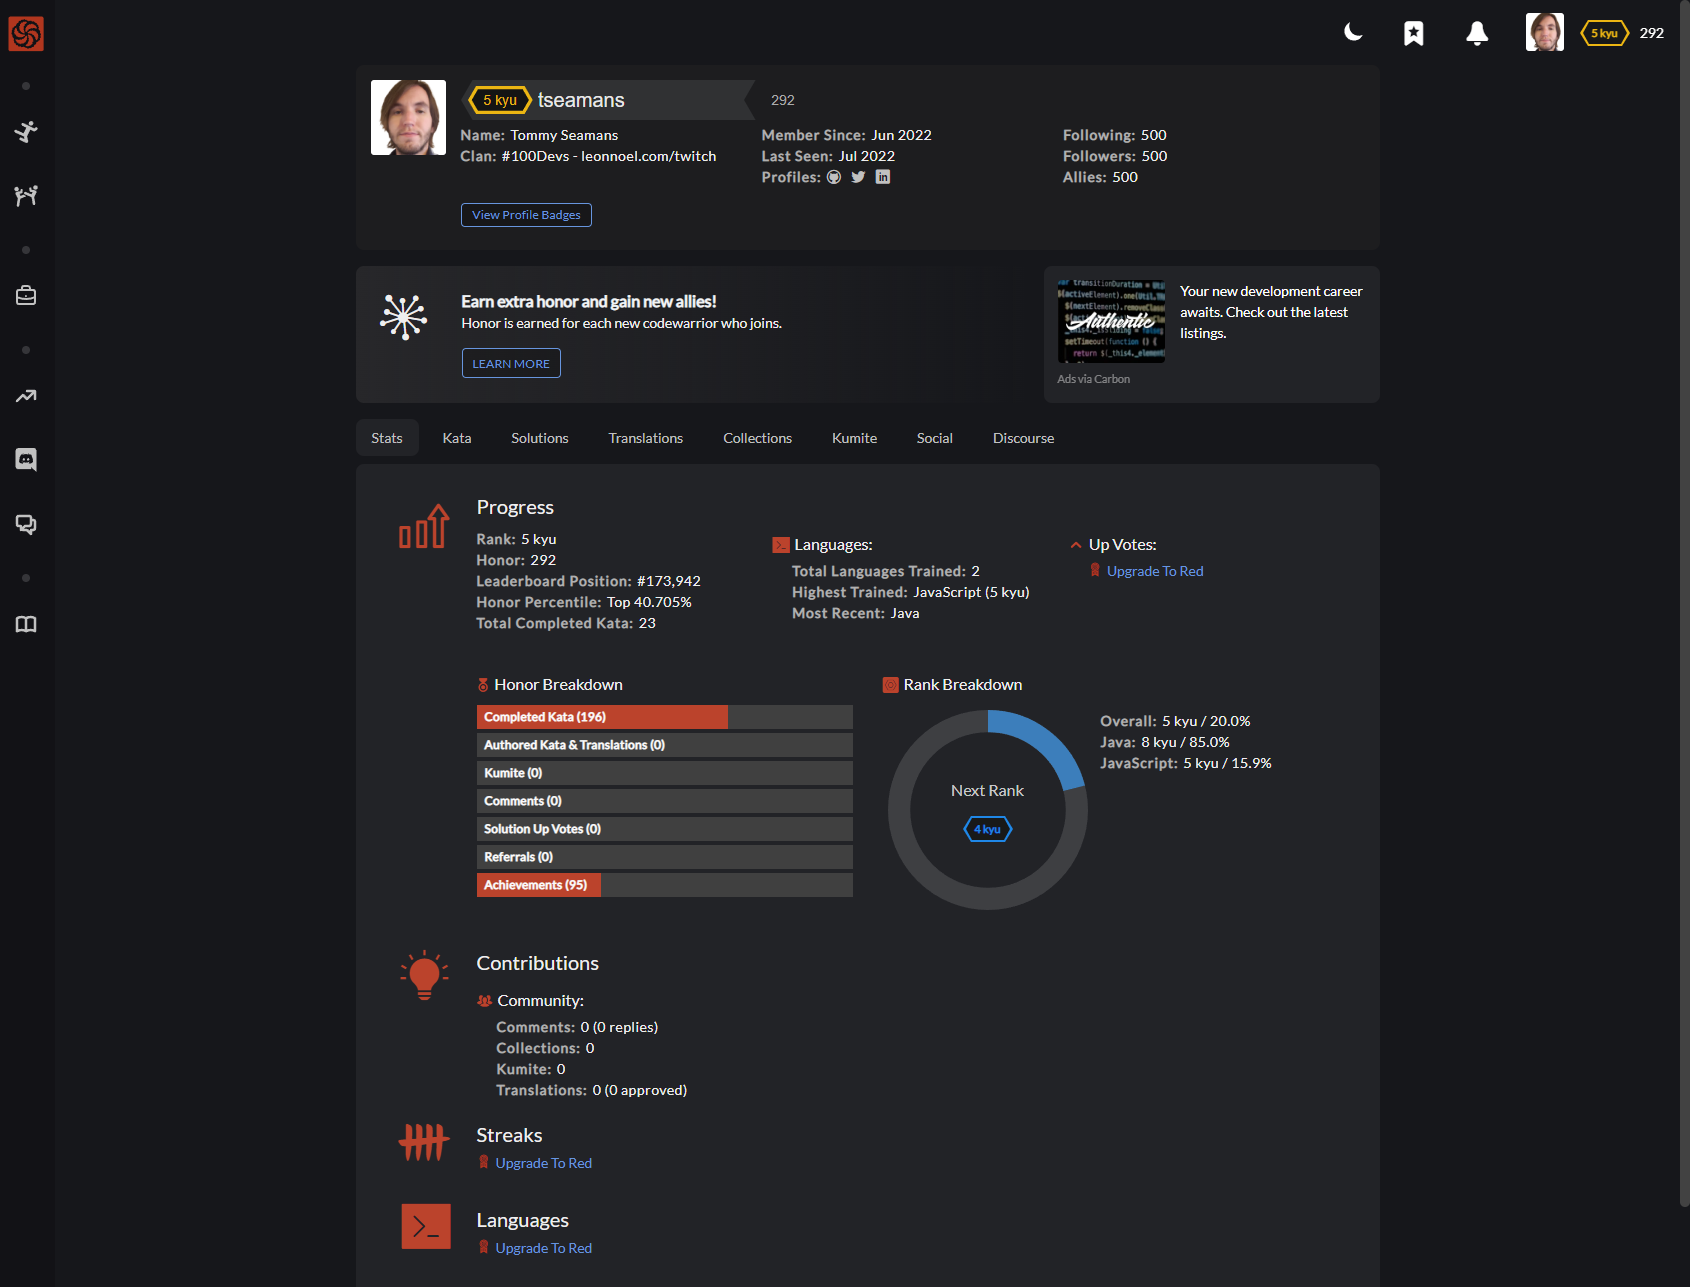 5 kyu 292
5 kyu tseamans 292
Name: Tommy Seamans
Clan: #100Devs - leonnoel.com/twitch
Member Since: Jun 2022
Last Seen: Jul 2022
Profiles:
Following: 500
Followers: 500
Allies: 500
View Profile Badges
Earn extra honor and gain new allies!
Honor is earned for each new codewarrior who joins.
LEARN MORE
Authentic
Your new development career
awaits. Check out the latest
listings.
Ads via Carbon
Stats Kata Solutions Translations Collections Kumite Social Discourse
Progress
Rank: 5 kyu
Honor: 292
Leaderboard Position: #173,942
Honor Percentile: Top 40.705%
Total Completed Kata: 23
Languages:
Total Languages Trained: 2
Highest Trained: JavaScript (5 kyu)
Most Recent: Java
Up Votes:
Upgrade To Red
Honor Breakdown
Completed Kata (196)
Authored Kata & Translations (0)
Kumite (0)
Comments (0)
Solution Up Votes (0)
Referrals (0)
Achievements (95)
Rank Breakdown
Next Rank
4 kyu
Overall: 5 kyu / 20.0%
Java: 8 kyu / 85.0%
JavaScript: 5 kyu / 15.9%
Contributions
Community:
Comments: 0 (0 replies)
Collections: 0
Kumite: 0
Translations: 0 (0 approved)
Streaks
Upgrade To Red
Languages
Upgrade To Red